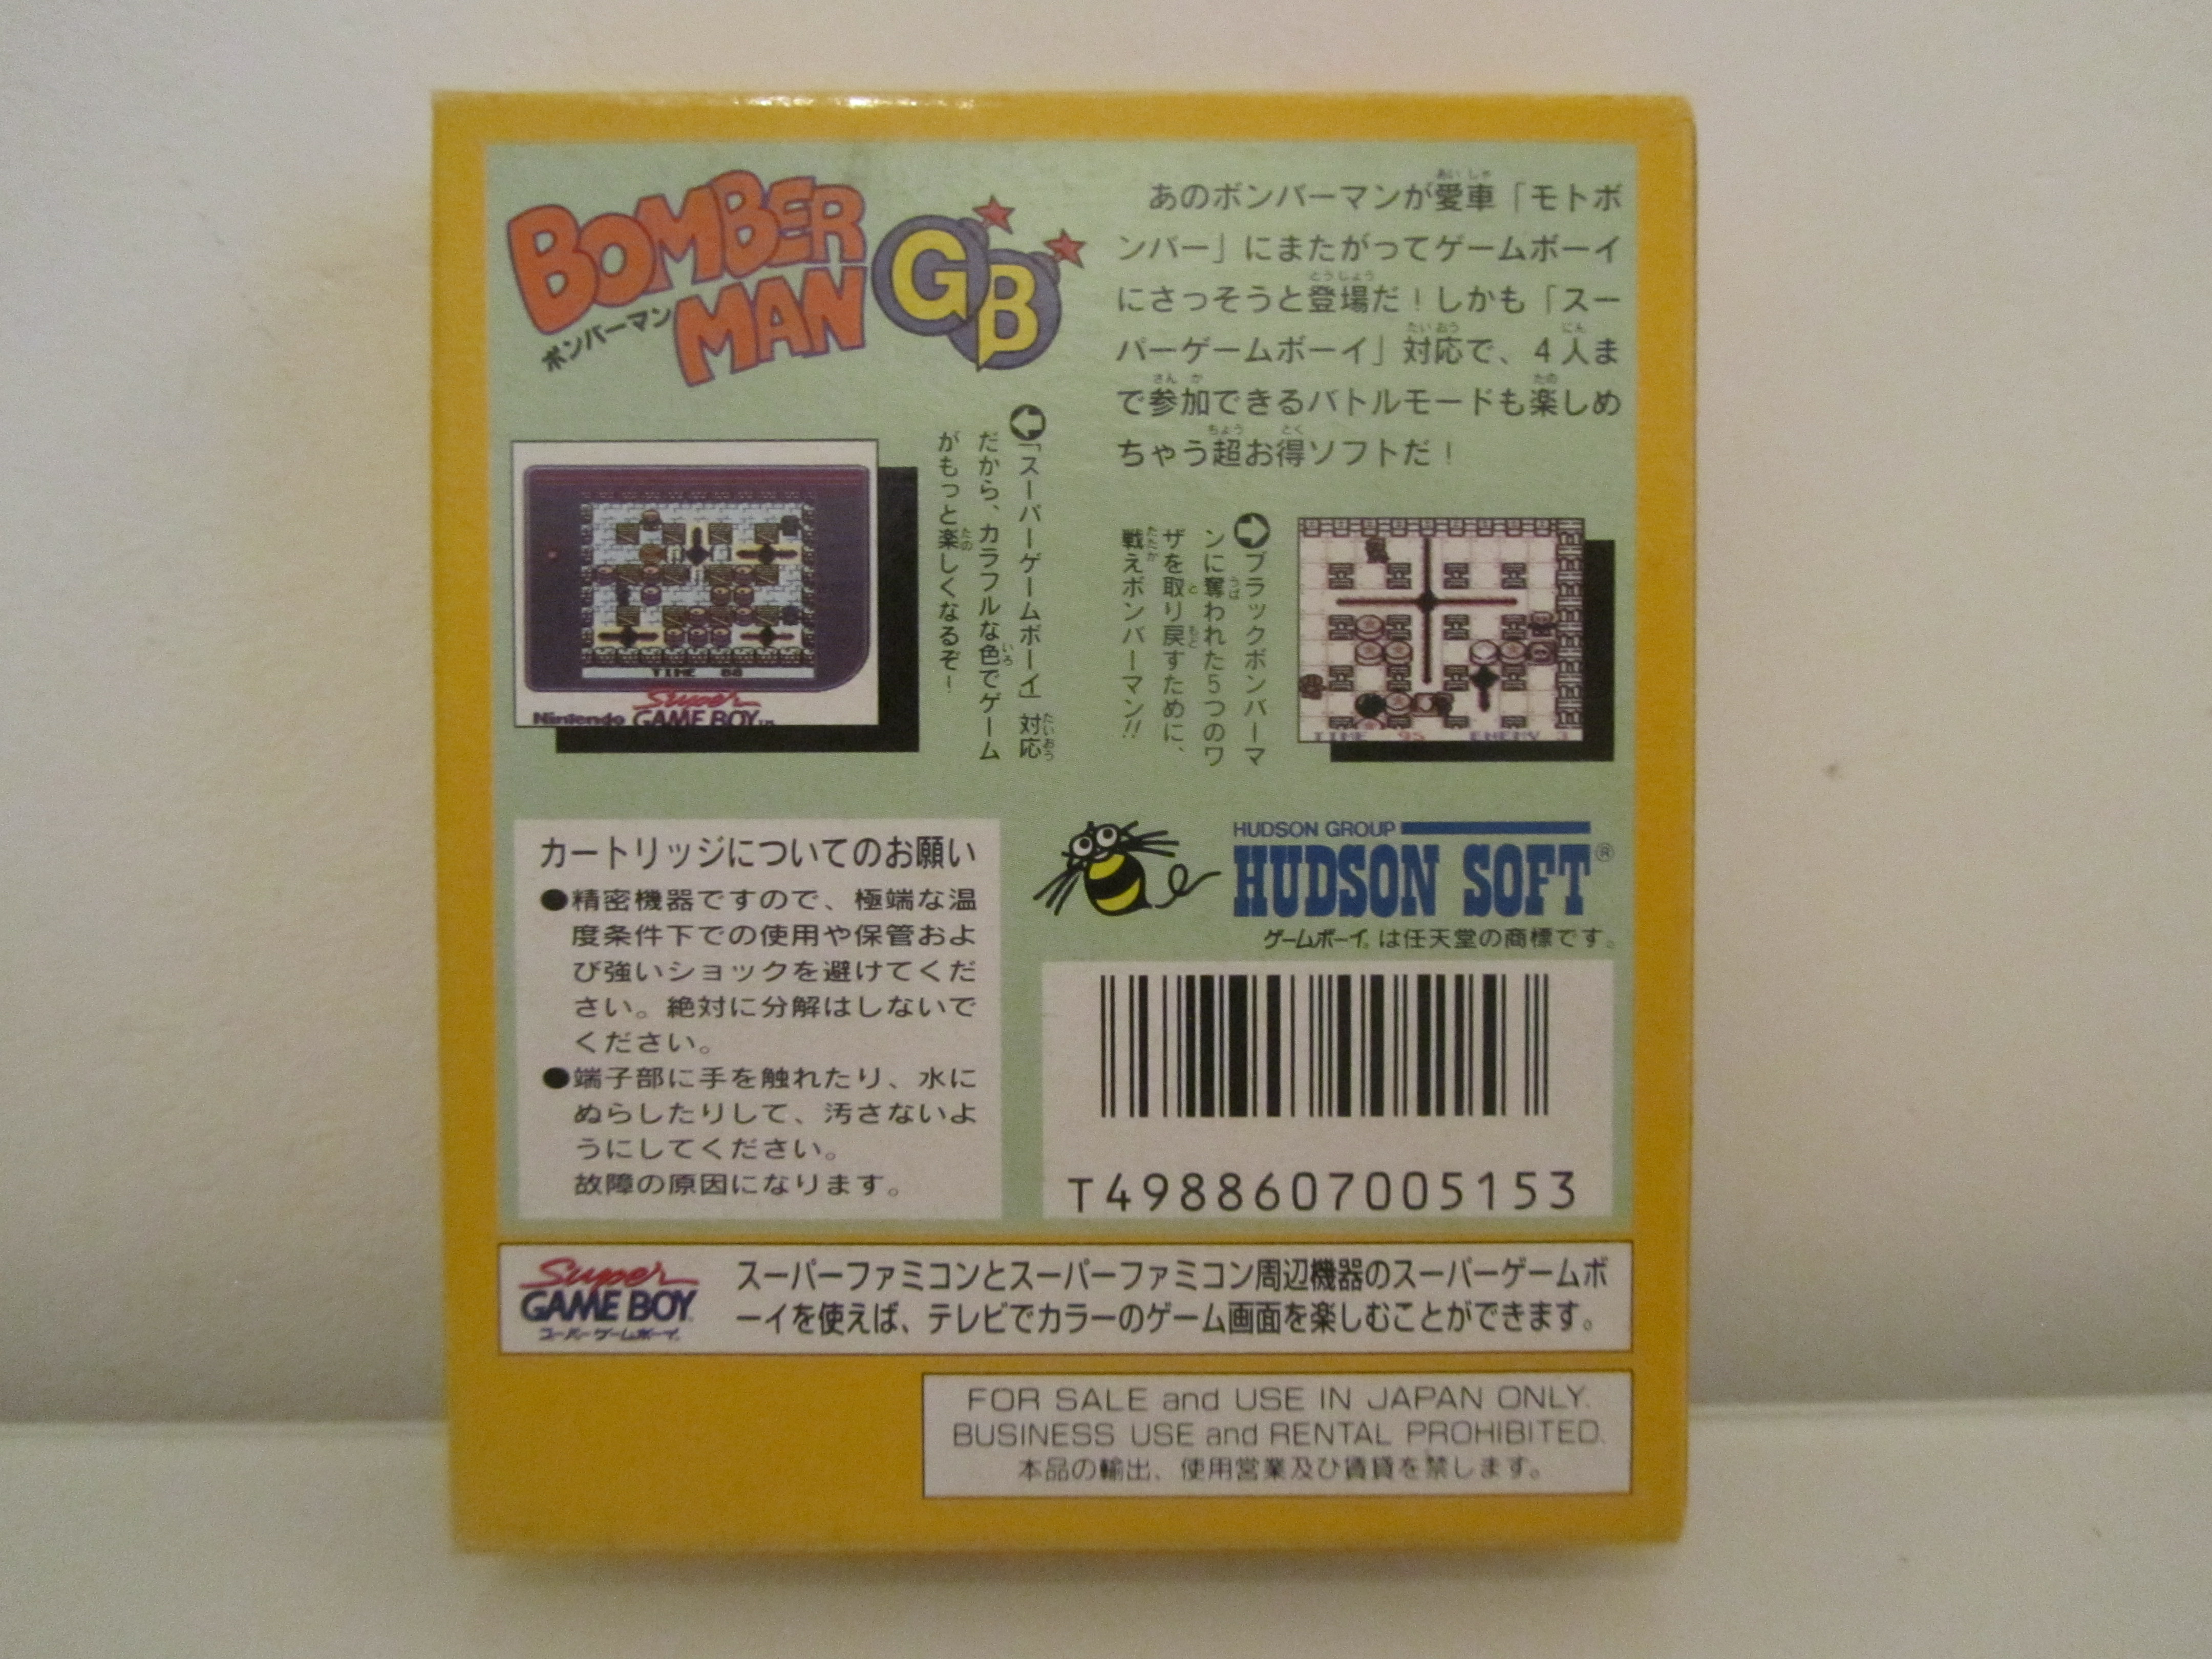 BOMBER
MAN
ボンバーマン
GB
あのボンバーマンが愛車「モトボ
ンバー」にまたがってゲームボーイ
にさっそうと登場だ！しかも「スー
パーゲームボーイ」対応で、4人ま
で参加できるバトルモードも楽しめ
ちゃう超お得ソフトだ！
「スーパーゲームボーイ」対応
だから、カラフルな色でゲーム
がもっと楽しくなるぞ！
TIME
Nintendo
Super
GAME BOY
ブラックボンバーマ
ンに奪われた5つのワ
ザを取り戻すために、
戦えボンバーマン!!
TIME 95 ENEMY 3
カートリッジについてのお願い
●精密機器ですので、極端な温
度条件下での使用や保管およ
び強いショックを避けてくだ
さい。絶対に分解はしないで
ください。
●端子部に手を触れたり、水に
ぬらしたりして、汚さないよ
うにしてください。
故障の原因になります。
HUDSON GROUP
HUDSON SOFT®
ゲームボーイ は任天堂の商標です。
T4988607005153
Super
GAME BOY
スーパーゲームボーイ
スーパーファミコンとスーパーファミコン周辺機器のスーパーゲームボ
ーイを使えば、テレビでカラーのゲーム画面を楽しむことができます。
FOR SALE and USE IN JAPAN ONLY.
BUSINESS USE and RENTAL PROHIBITED.
本品の輸出、使用営業及び賃貸を禁します。